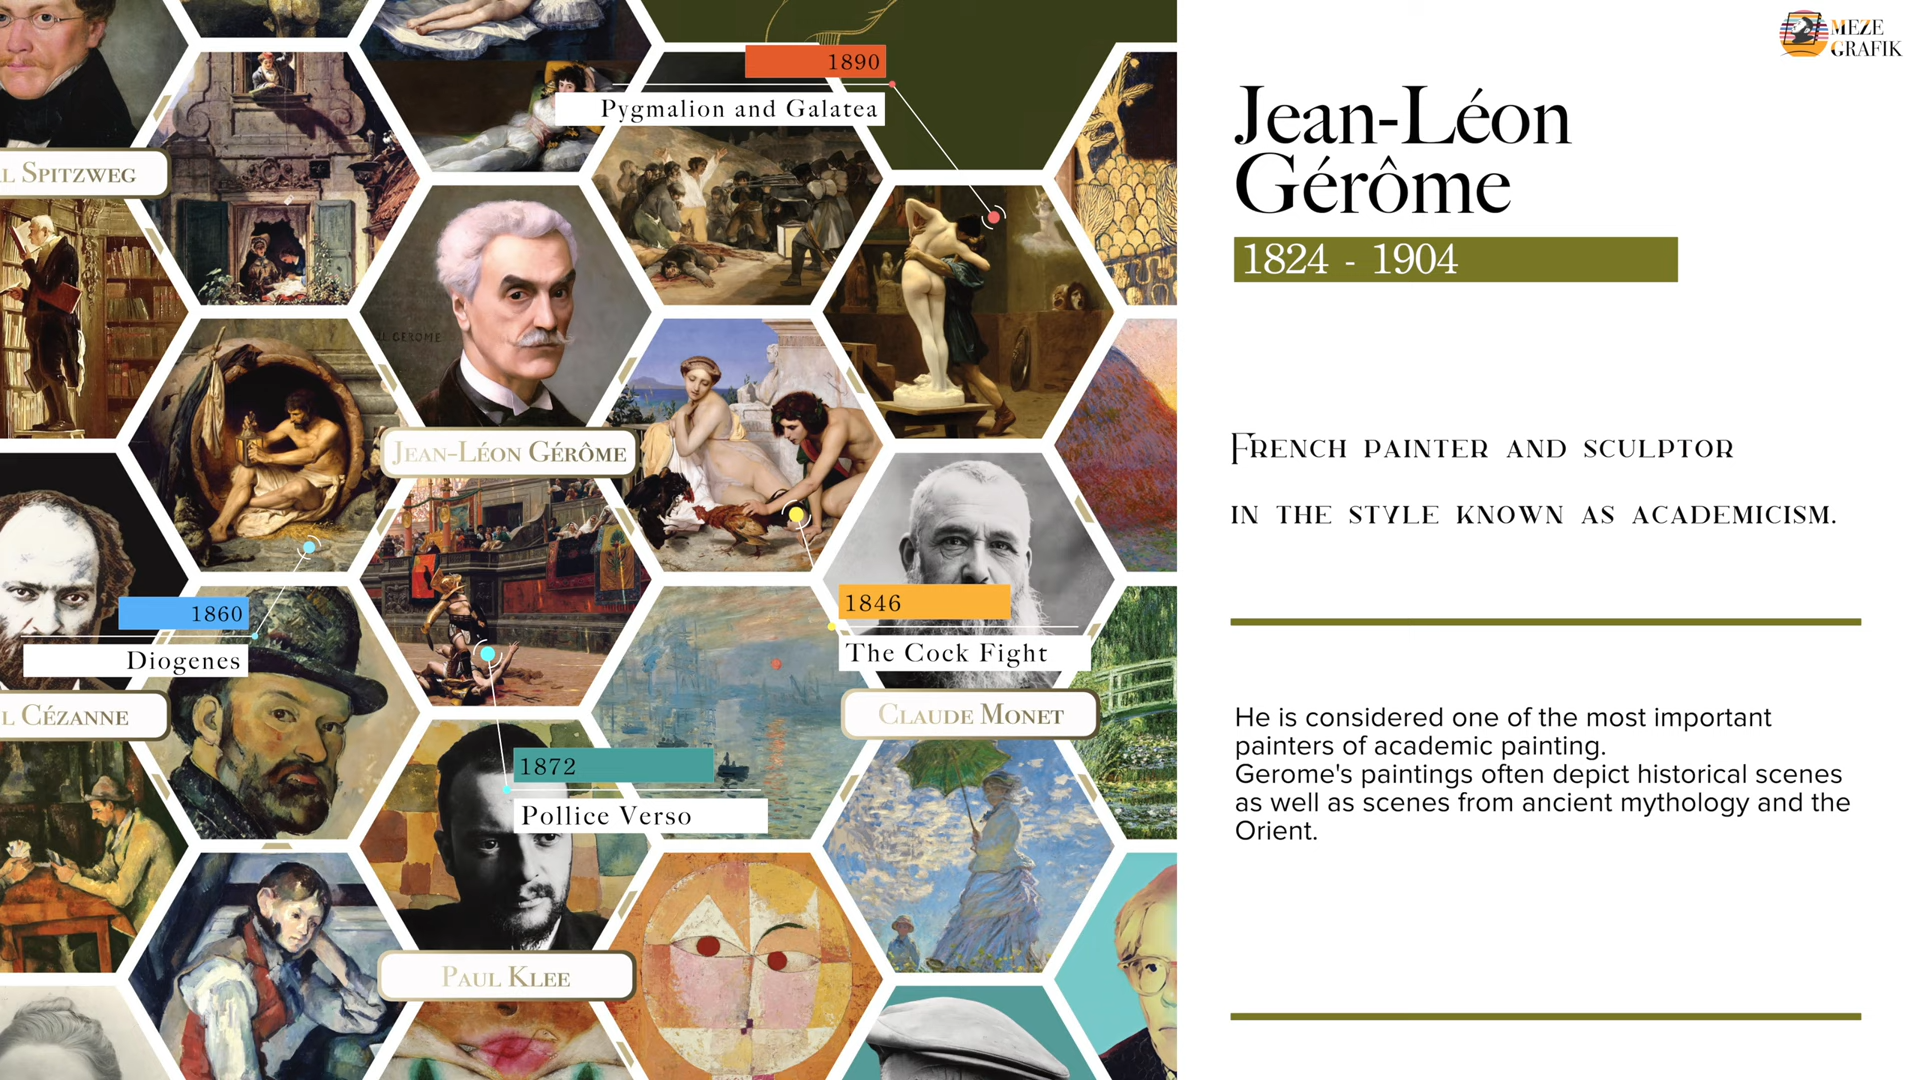 MEZE
GRAFIK
1890
Pygmalion and Galatea
L SPITZWEG
L GEROME
JEAN-LÉON GÉRÔME
1860
Diogenes
1846
The Cock Fight
L CÉZANNE
CLAUDE MONET
1872
Pollice Verso
PAUL KLEE
Jean-Léon
Gérôme
1824 - 1904
FRENCH PAINTER AND SCULPTOR
IN THE STYLE KNOWN AS ACADEMICISM.
He is considered one of the most important
painters of academic painting.
Gerome's paintings often depict historical scenes
as well as scenes from ancient mythology and the
Orient.